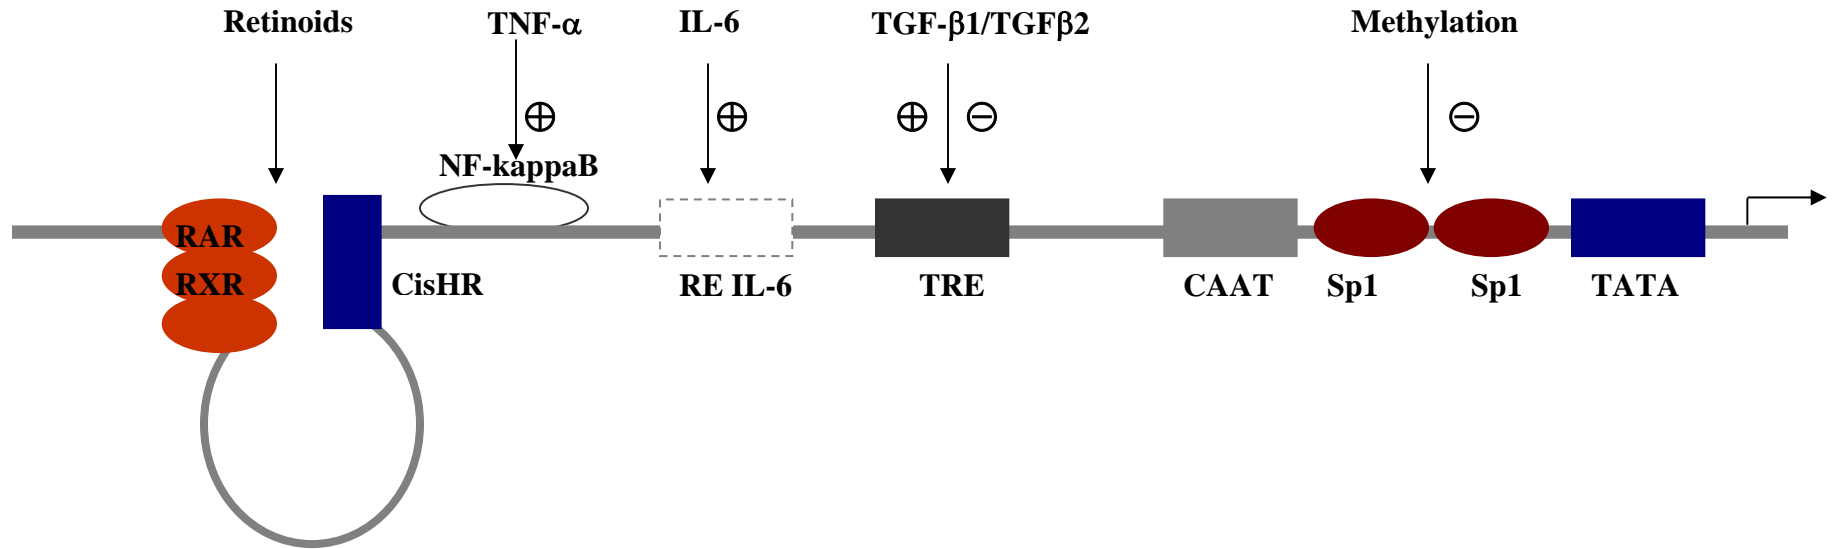 Retinoids TNF-α IL-6 TGF-β1/TGFβ2 Methylation
NF-kappaB
RAR
RXR CisHR RE IL-6 TRE CAAT Sp1 Sp1 TATA